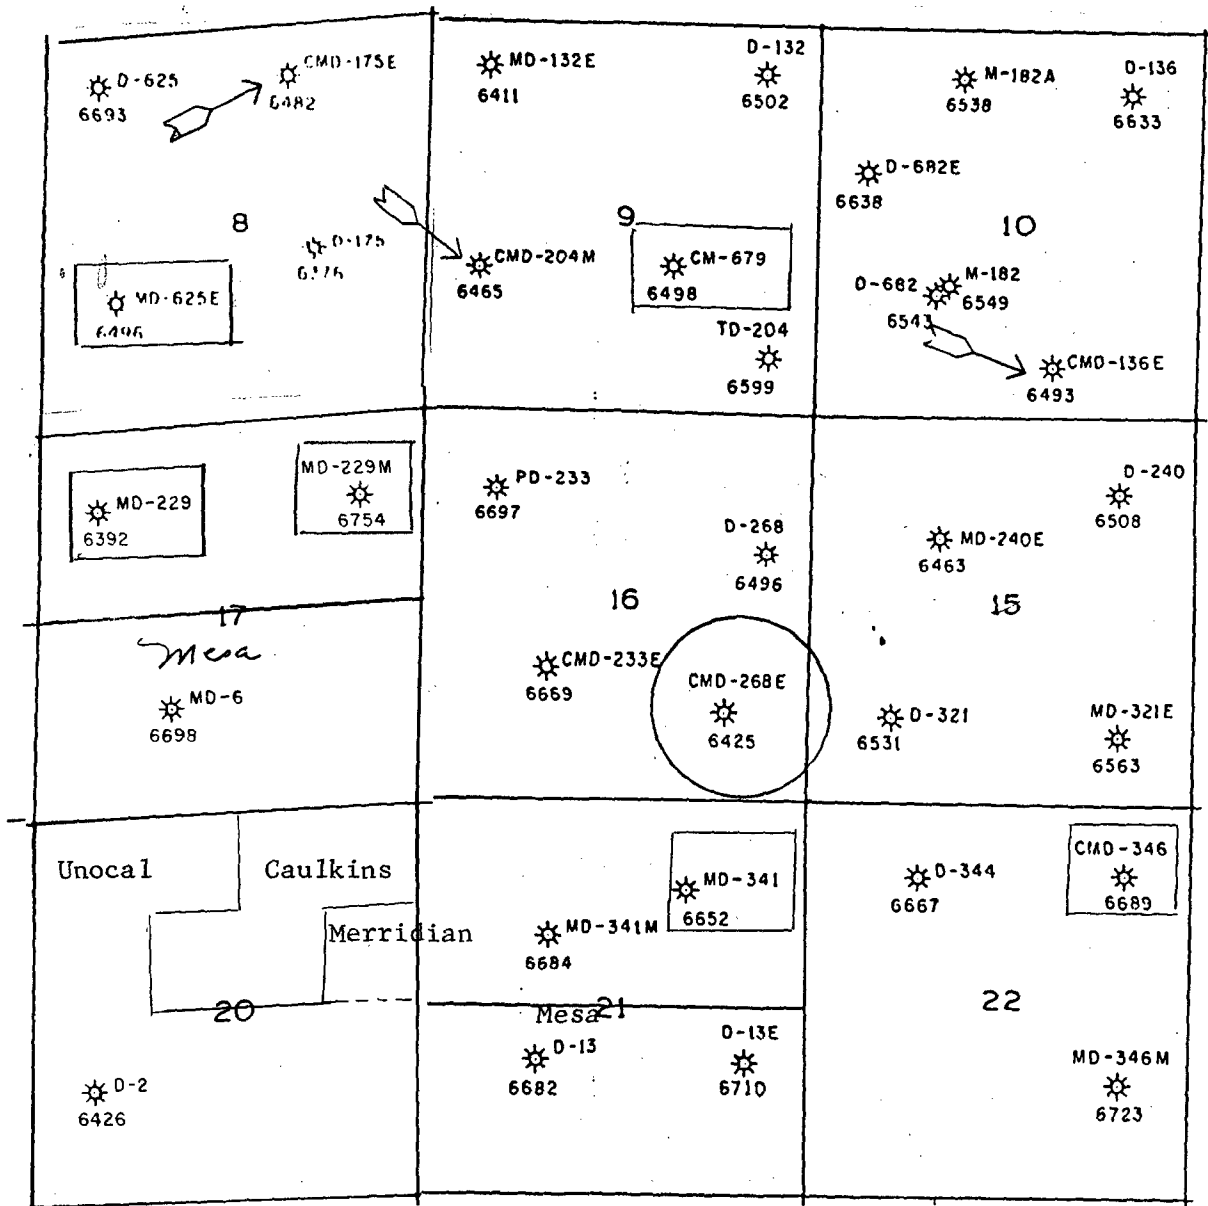 D-625
6693
CMD-175E
6482
8
D-175
6376
MD-625E
6496
MD-132E
6411
D-132
6502
9
CMD-204M
6465
CM-679
6498
TD-204
6599
M-182A
6538
D-136
6633
D-682E
6638
10
M-182
6549
D-682
6543
CMD-136E
6493
MD-229
6392
MD-229M
6754
17
Mesa
MD-6
6698
PD-233
6697
D-268
6496
16
CMD-233E
6669
CMD-268E
6425
D-240
6508
MD-240E
6463
15
D-321
6531
MD-321E
6563
Unocal
Caulkins
Merridian
20
D-2
6426
MD-341
6652
MD-341M
6684
Mesa
21
D-13
6682
D-13E
6710
D-344
6667
CMD-346
6689
22
MD-346M
6723